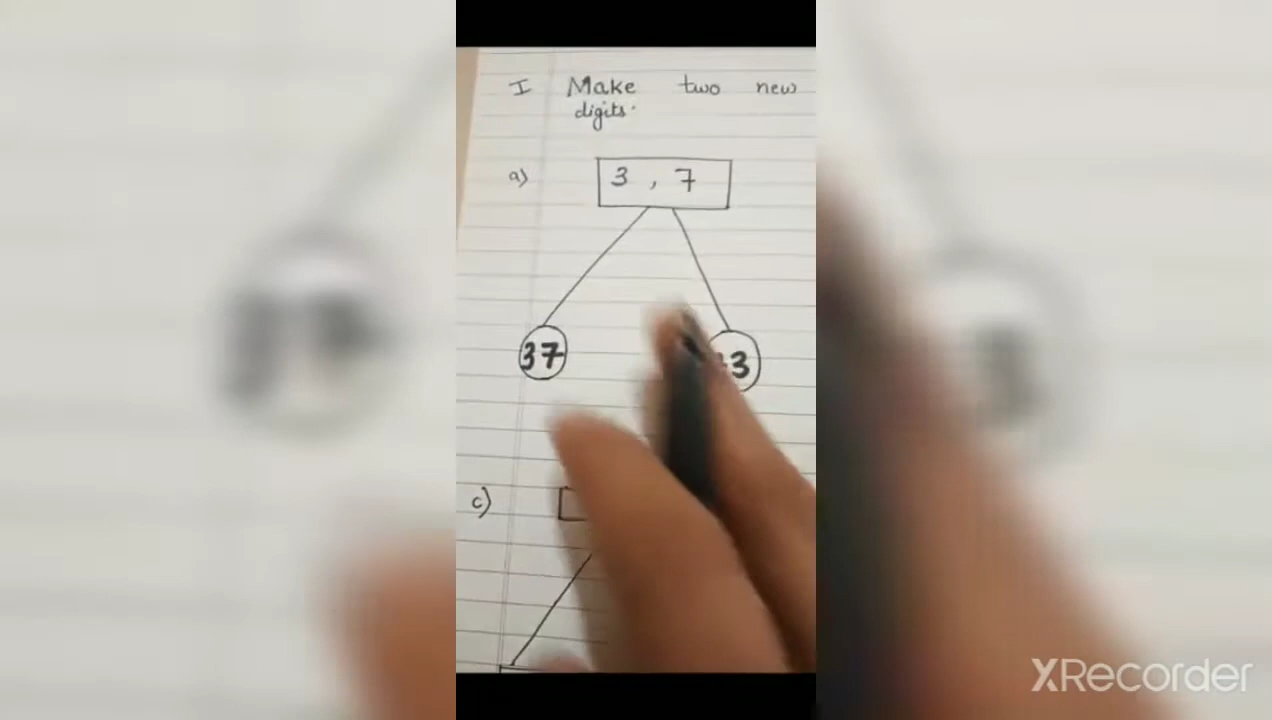 I Make two new
digits.
a) 3 , 7
37
c)
XRecorder